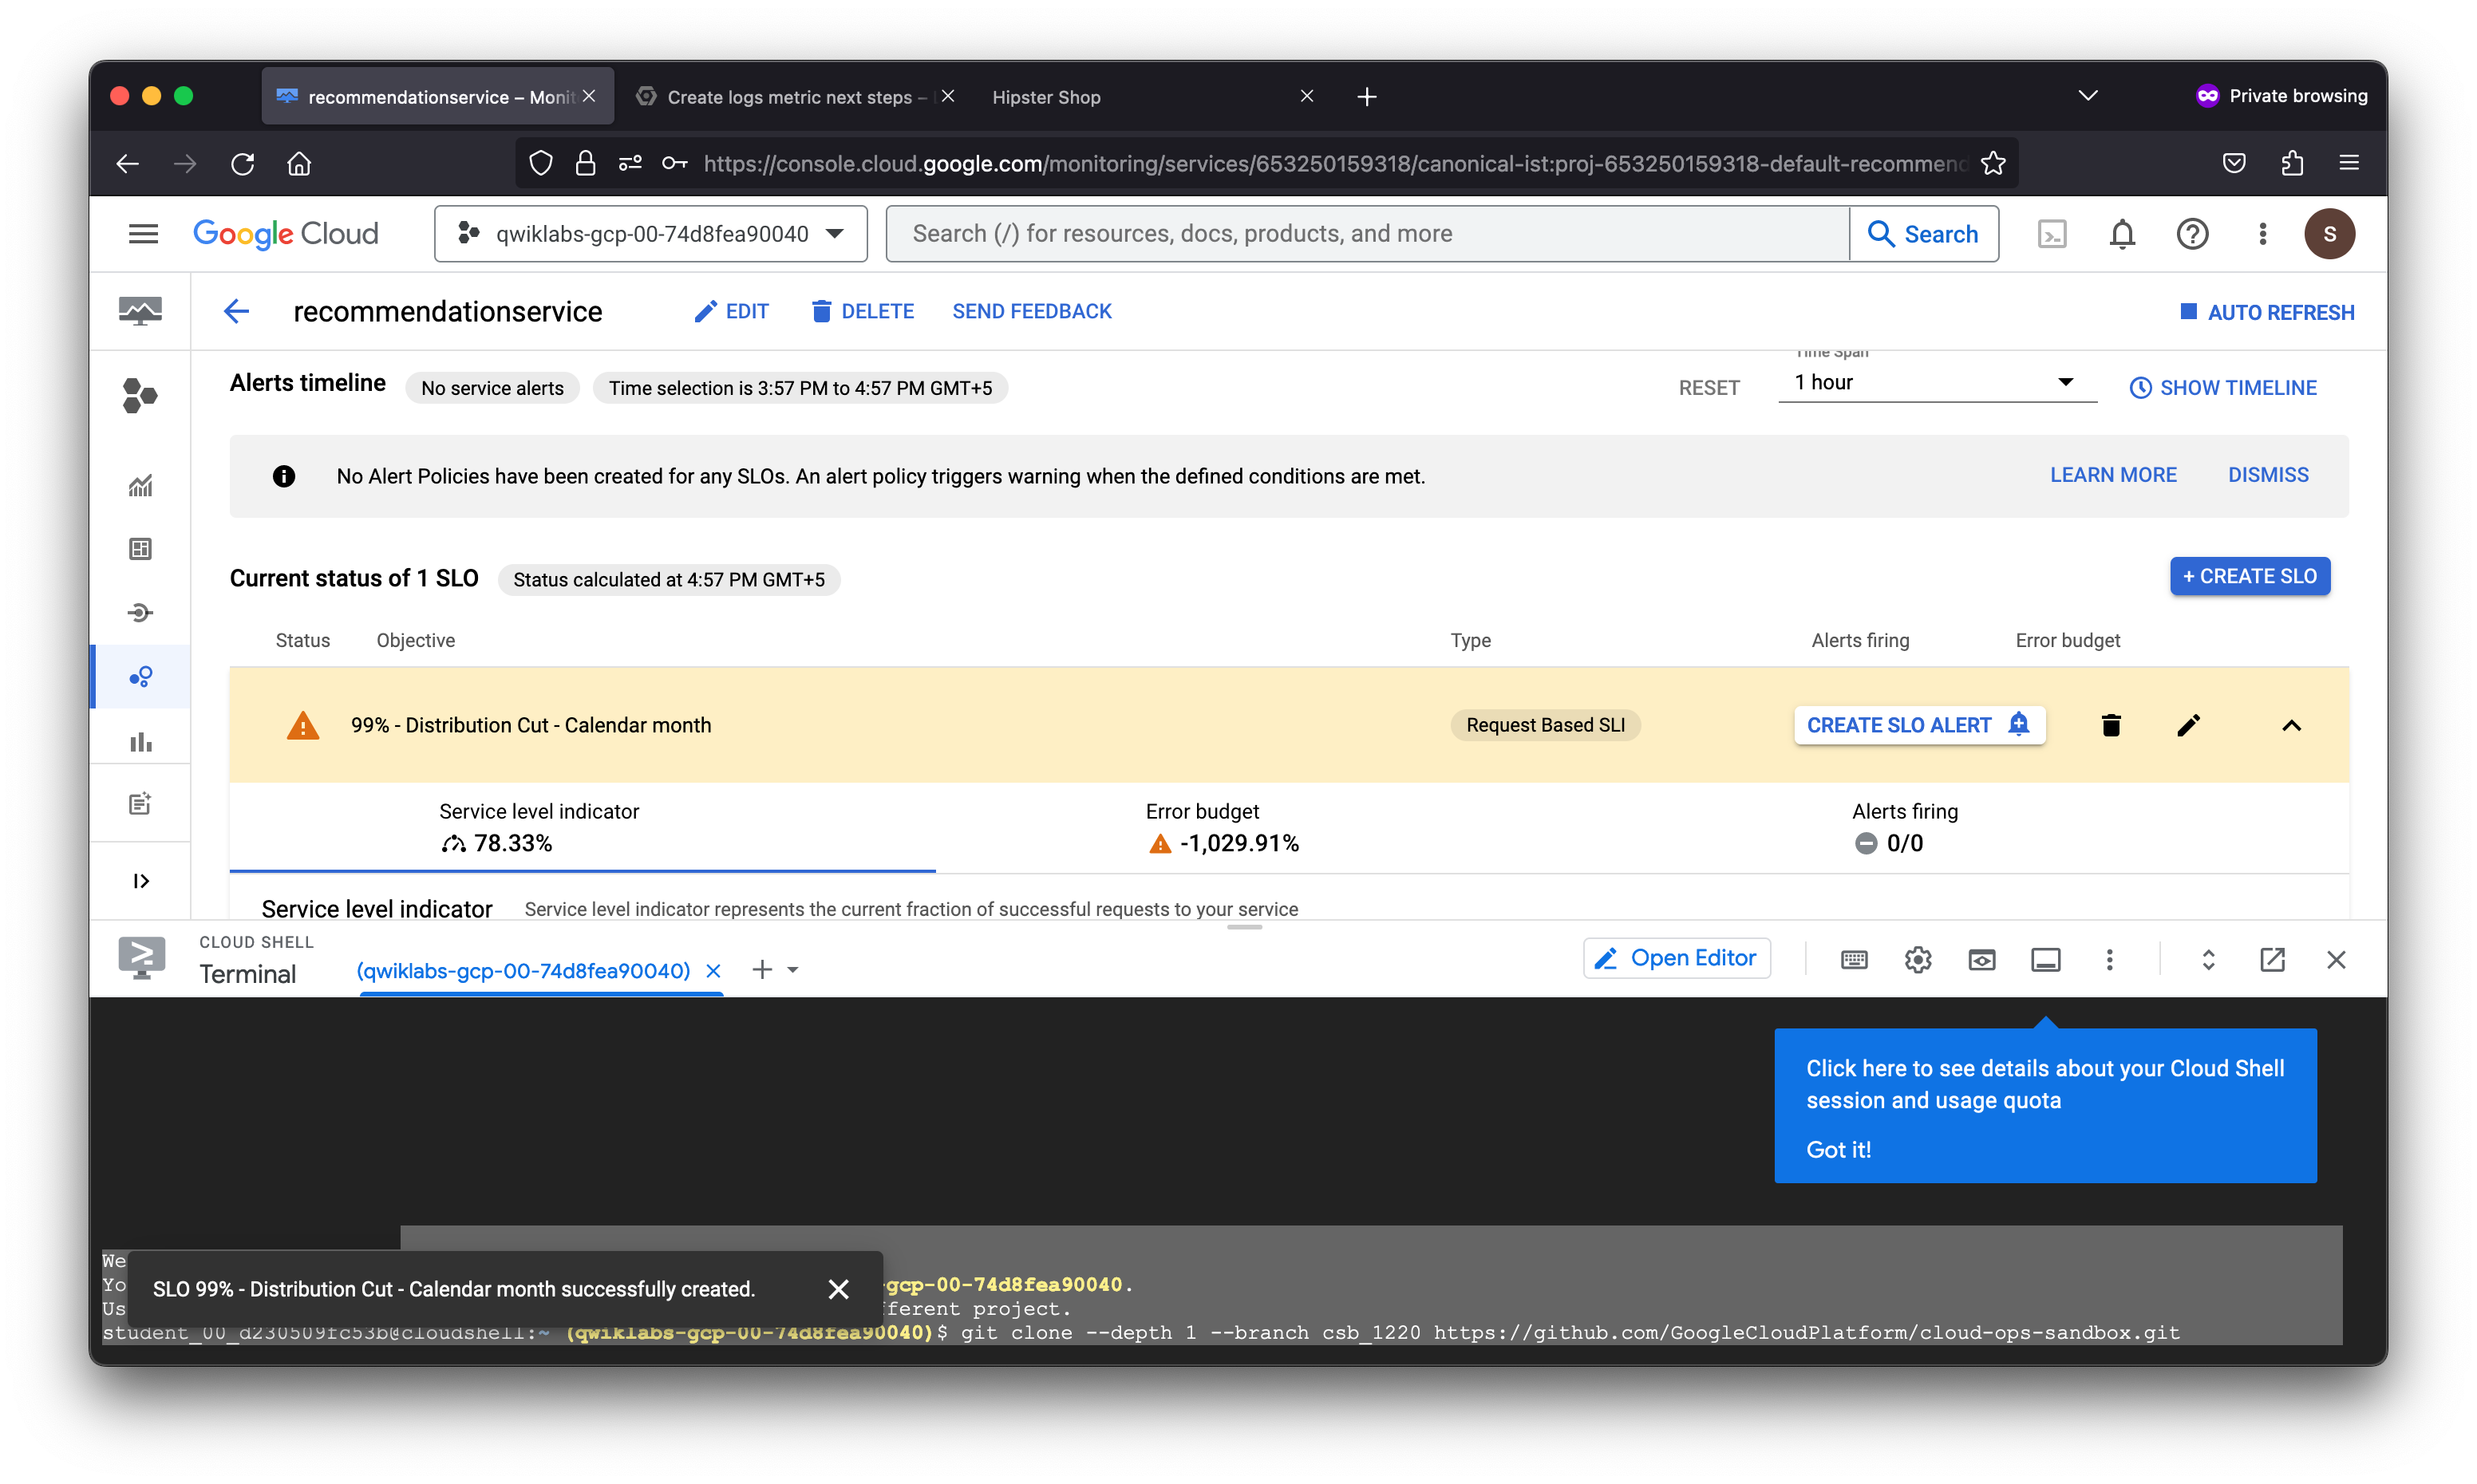 recommendationservice – Monit
Create logs metric next steps –
Hipster Shop
Private browsing
https://console.cloud.google.com/monitoring/services/653250159318/canonical-ist:proj-653250159318-default-recommend
Google Cloud
qwiklabs-gcp-00-74d8fea90040
Search (/) for resources, docs, products, and more
Search
S
recommendationservice
EDIT
DELETE
SEND FEEDBACK
AUTO REFRESH
Alerts timeline
No service alerts
Time selection is 3:57 PM to 4:57 PM GMT+5
RESET
Time Span
1 hour
SHOW TIMELINE
No Alert Policies have been created for any SLOs. An alert policy triggers warning when the defined conditions are met.
LEARN MORE
DISMISS
Current status of 1 SLO
Status calculated at 4:57 PM GMT+5
+ CREATE SLO
Status
Objective
Type
Alerts firing
Error budget
99% - Distribution Cut - Calendar month
Request Based SLI
CREATE SLO ALERT
Service level indicator
78.33%
Error budget
-1,029.91%
Alerts firing
0/0
Service level indicator
Service level indicator represents the current fraction of successful requests to your service
CLOUD SHELL
Terminal
(qwiklabs-gcp-00-74d8fea90040)
Open Editor
Click here to see details about your Cloud Shell
session and usage quota
Got it!
We
Yo
-gcp-00-74d8fea90040.
Us
fferent project.
SLO 99% - Distribution Cut - Calendar month successfully created.
student_00_d230509fc53b@cloudshell:~ (qwiklabs-gcp-00-74d8fea90040)$ git clone --depth 1 --branch csb_1220 https://github.com/GoogleCloudPlatform/cloud-ops-sandbox.git